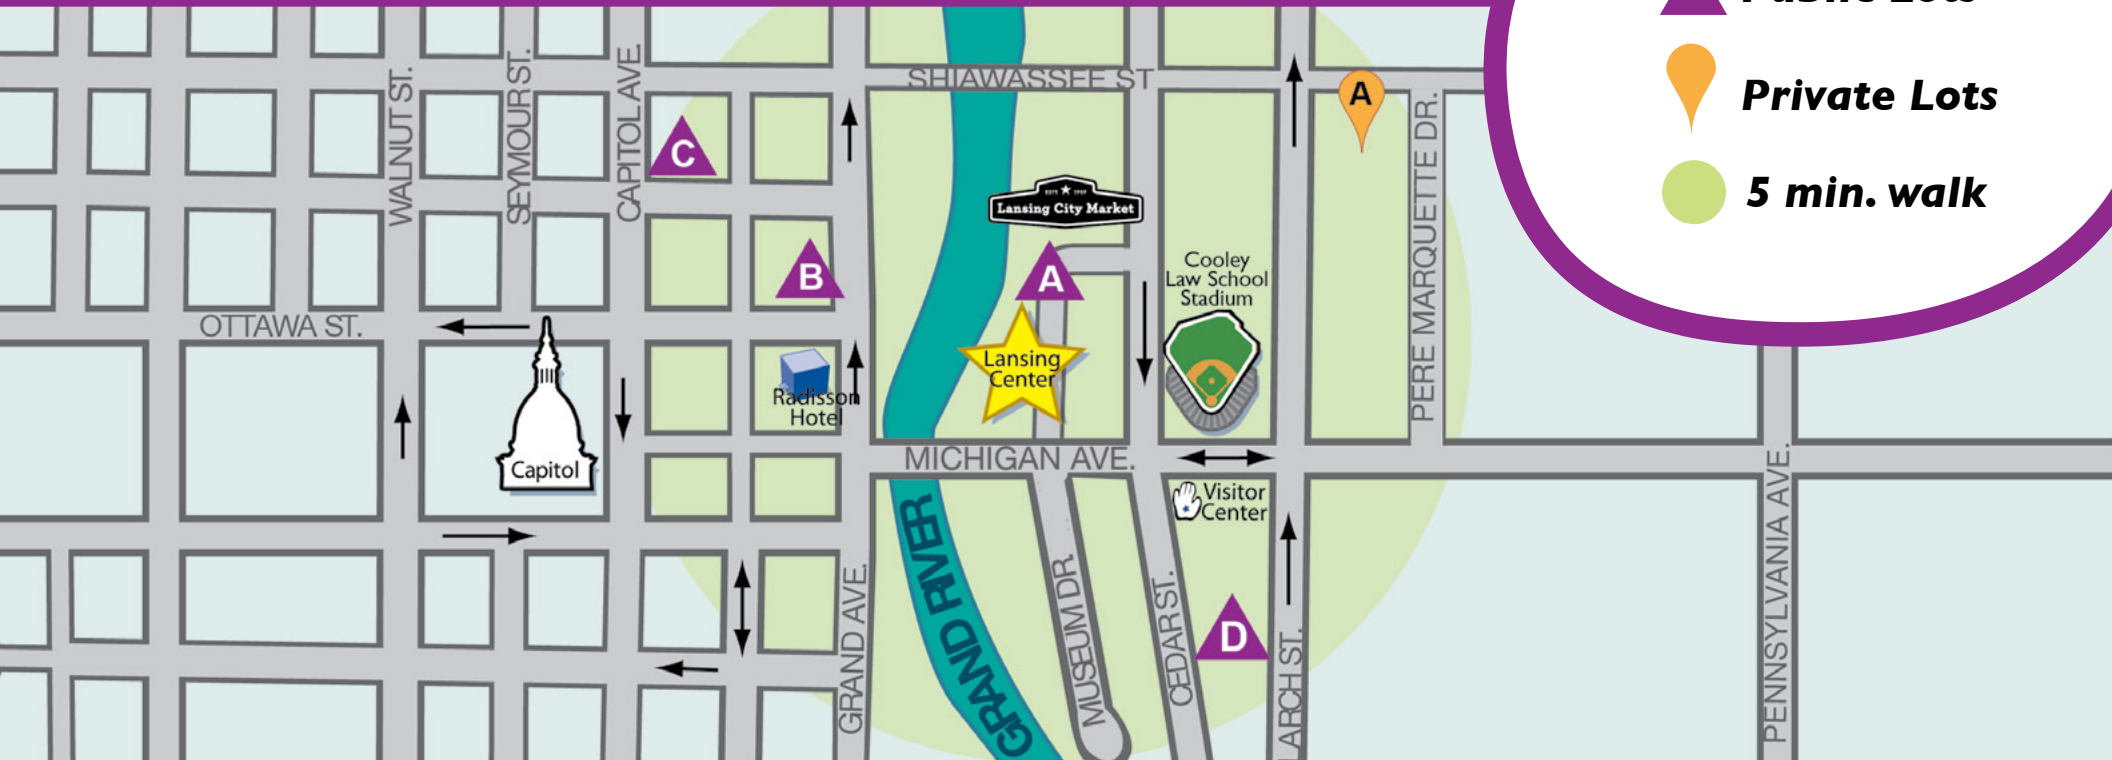 Public Lots
Private Lots
5 min. walk
SHIAWASSEE ST
WALNUT ST.
SEYMOUR ST.
CAPITOL AVE.
PERE MARQUETTE DR.
A
C
Lansing City Market
B
A
Cooley
Law School
Stadium
OTTAWA ST.
Lansing
Center
Radisson
Hotel
Capitol
MICHIGAN AVE.
Visitor
Center
GRAND RIVER
MUSEUM DR.
CEDAR ST.
D
GRAND AVE.
LARCH ST.
PENNSYLVANIA AVE.